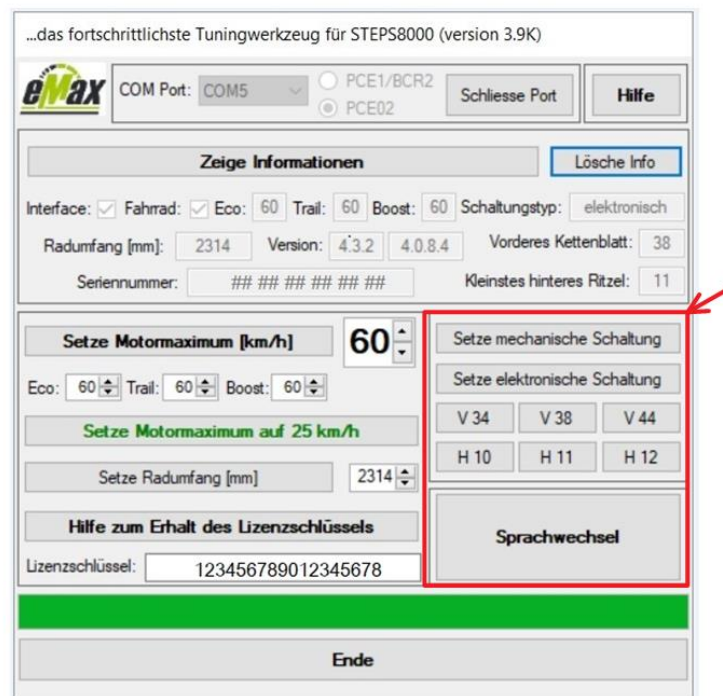 ...das fortschrittlichste Tuningwerkzeug für STEPS8000 (version 3.9K)
eMax COM Port: COM5 PCE1/BCR2 PCE02 Schliesse Port Hilfe
Zeige Informationen Lösche Info
Interface: Fahrrad: Eco: 60 Trail: 60 Boost: 60 Schaltungstyp: elektronisch
Radumfang [mm]: 2314 Version: 4.3.2 4.0.8.4 Vorderes Kettenblatt: 38
Seriennummer: ## ## ## ## ## ## Kleinstes hinteres Ritzel: 11
Setze Motormaximum [km/h] 60
Eco: 60 Trail: 60 Boost: 60
Setze Motormaximum auf 25 km/h
Setze Radumfang [mm] 2314
Hilfe zum Erhalt des Lizenzschlüssels
Lizenzschlüssel: 123456789012345678
Setze mechanische Schaltung
Setze elektronische Schaltung
V 34 V 38 V 44
H 10 H 11 H 12
Sprachwechsel
Ende